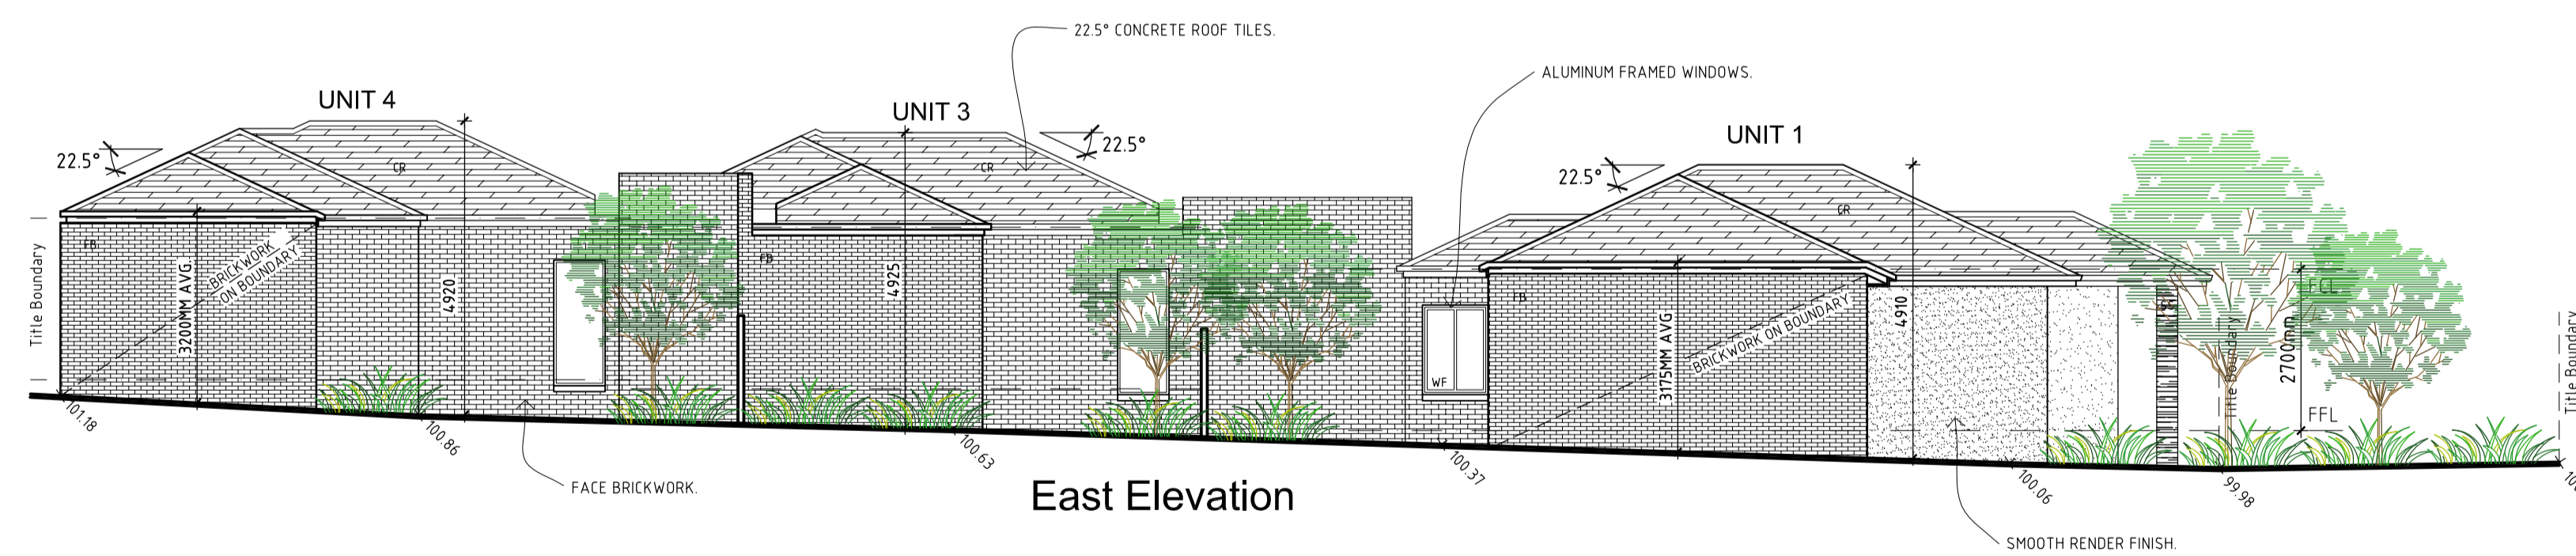 22.5° CONCRETE ROOF TILES.
ALUMINUM FRAMED WINDOWS.
UNIT 4
UNIT 3
UNIT 1
22.5°
22.5°
22.5°
CR
CR
CR
FB
FB
FB
Title Boundary
3200MM AVG.
BRICKWORK
ON BOUNDARY
4920
4925
WF
3175MM AVG.
BRICKWORK ON BOUNDARY
4910
Title Boundary
2700mm
FCL
FFL
Title Boundary
101.18
100.86
100.63
100.37
100.06
99.98
FACE BRICKWORK.
East Elevation
SMOOTH RENDER FINISH.